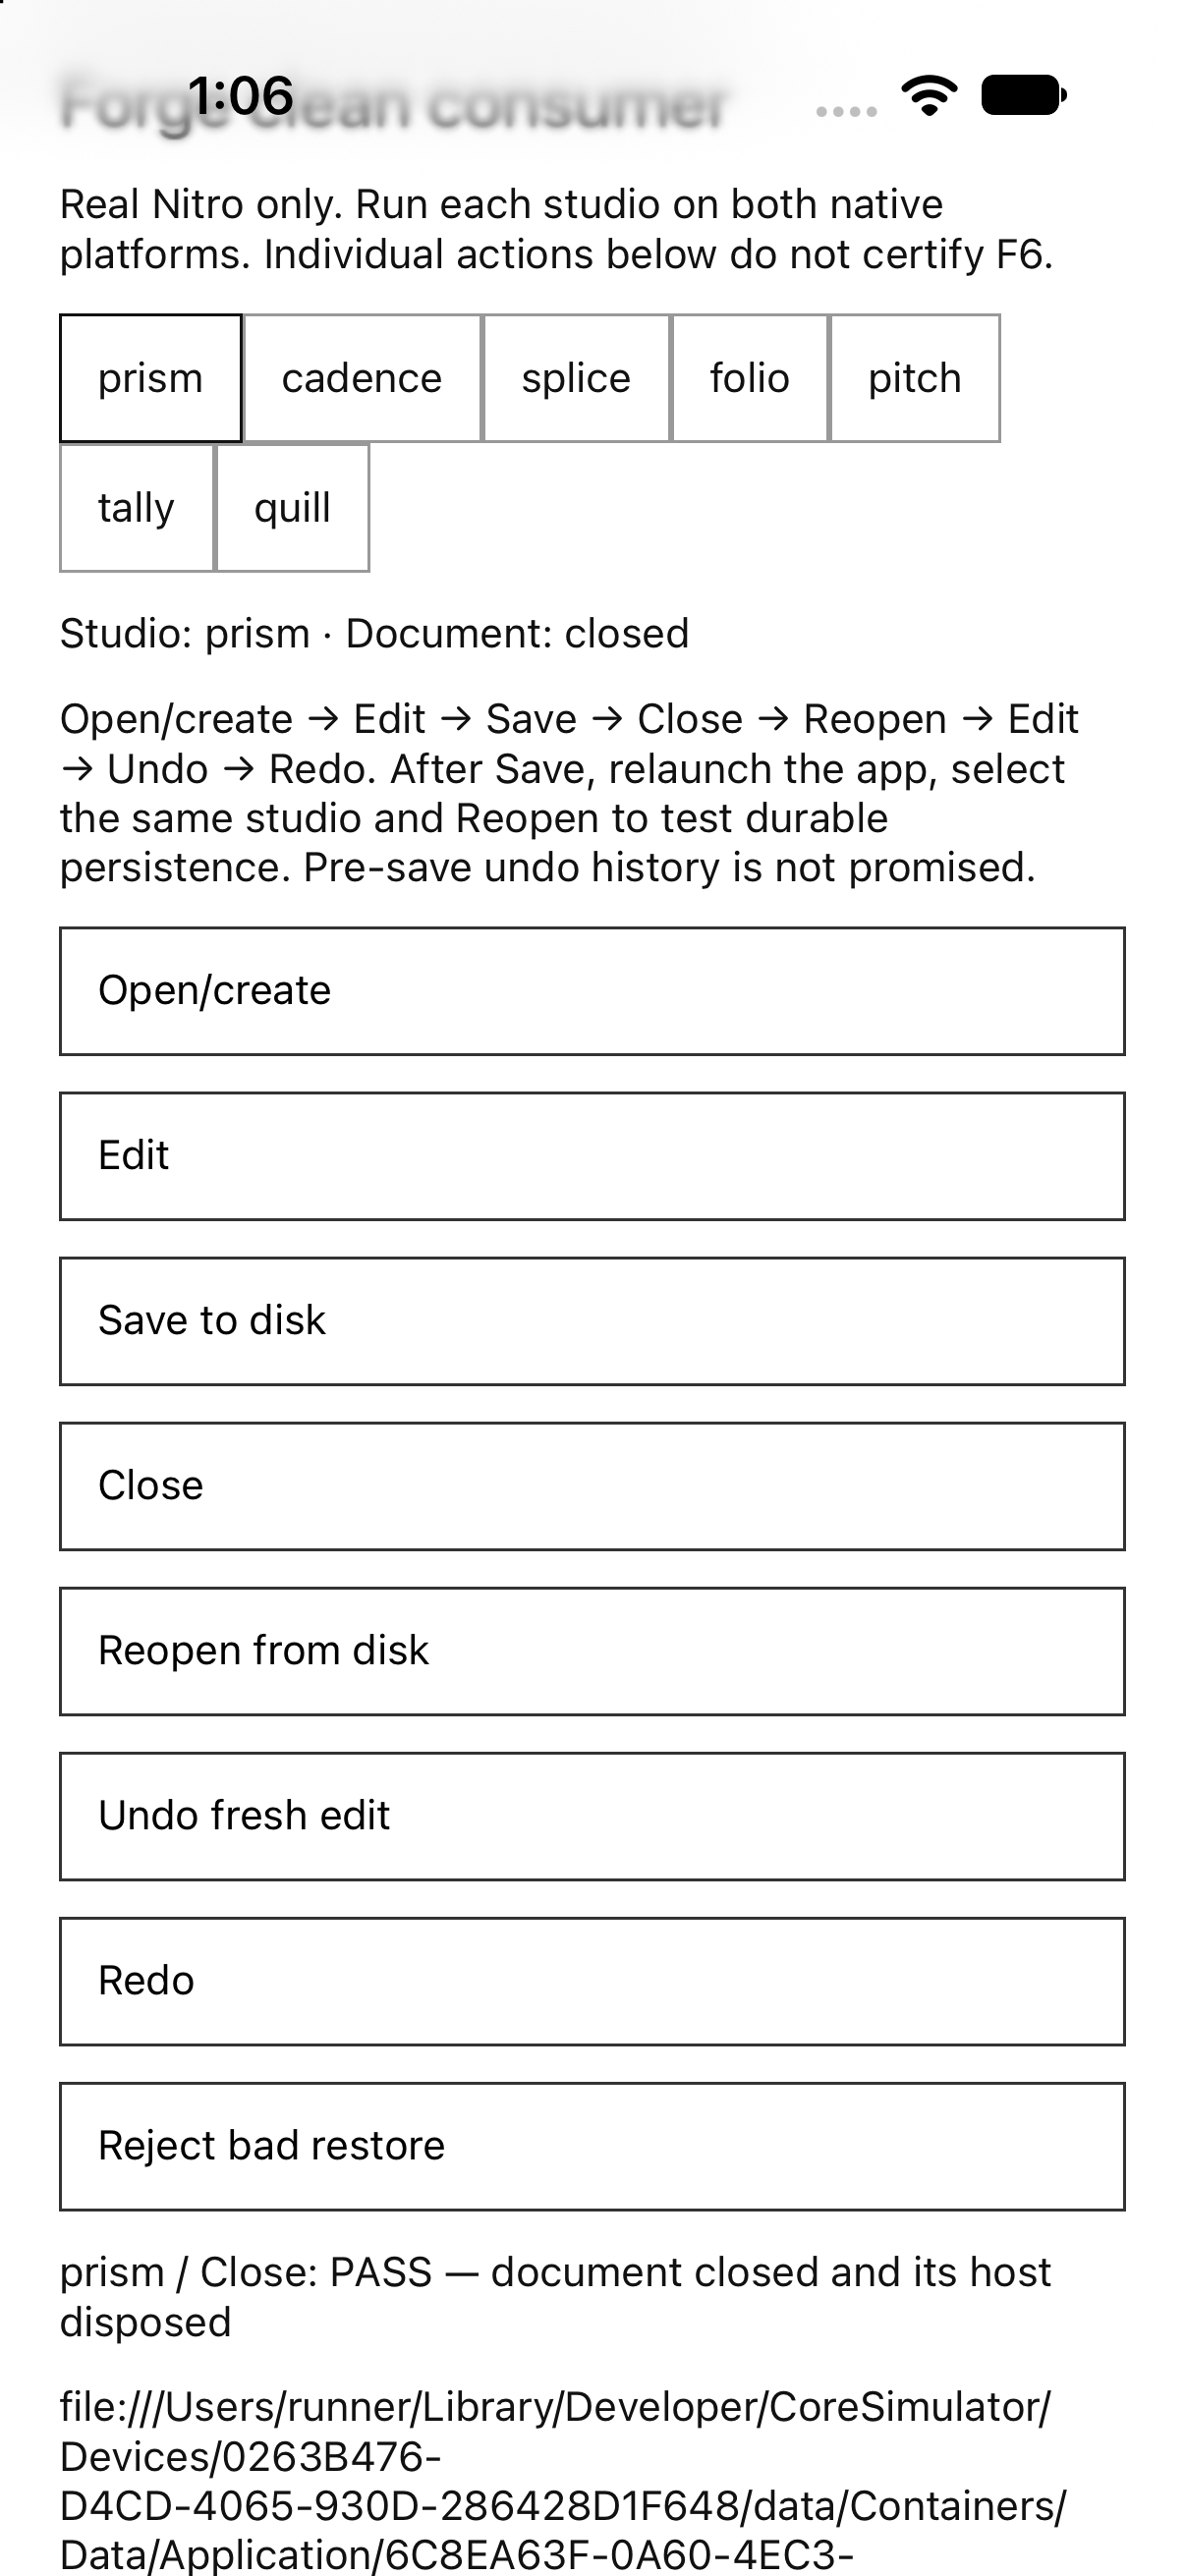 1:06
Forge clean consumer
Real Nitro only. Run each studio on both native
platforms. Individual actions below do not certify F6.
prism
cadence
splice
folio
pitch
tally
quill
Studio: prism · Document: closed
Open/create → Edit → Save → Close → Reopen → Edit
→ Undo → Redo. After Save, relaunch the app, select
the same studio and Reopen to test durable
persistence. Pre-save undo history is not promised.
Open/create
Edit
Save to disk
Close
Reopen from disk
Undo fresh edit
Redo
Reject bad restore
prism / Close: PASS — document closed and its host
disposed
file:///Users/runner/Library/Developer/CoreSimulator/
Devices/0263B476-
D4CD-4065-930D-286428D1F648/data/Containers/
Data/Application/6C8EA63F-0A60-4EC3-